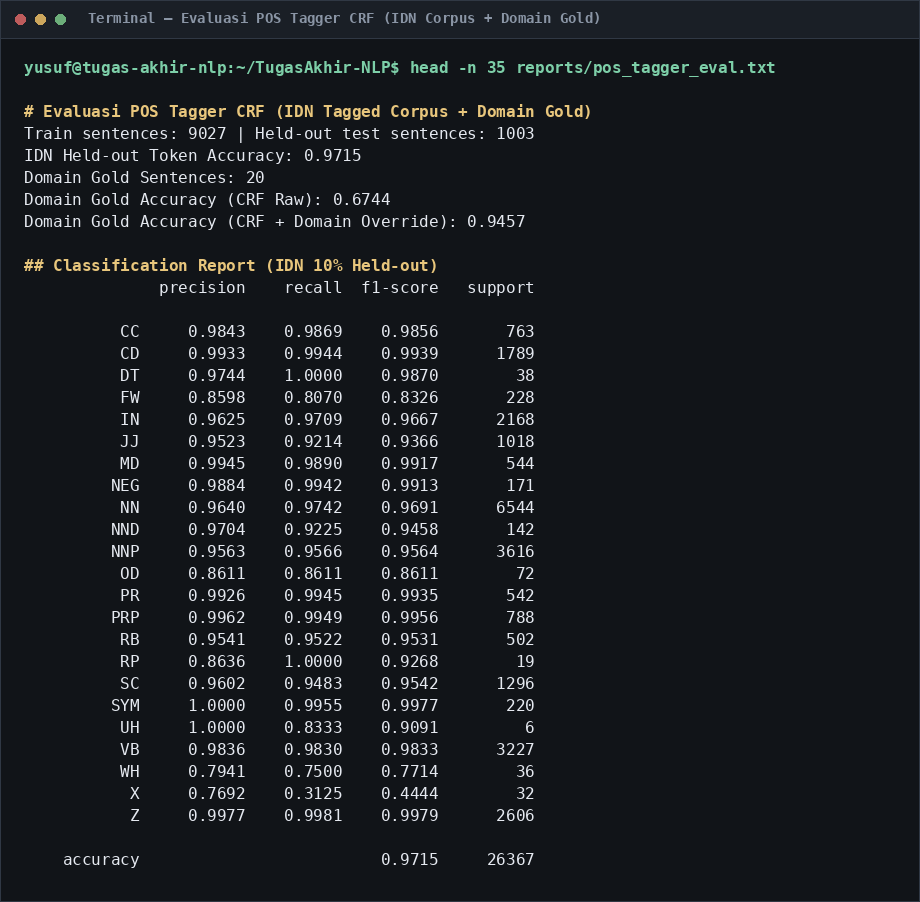 Terminal — Evaluasi POS Tagger CRF (IDN Corpus + Domain Gold)
yusuf@tugas-akhir-nlp:~/TugasAkhir-NLP$ head -n 35 reports/pos_tagger_eval.txt
# Evaluasi POS Tagger CRF (IDN Tagged Corpus + Domain Gold)
Train sentences: 9027 | Held-out test sentences: 1003
IDN Held-out Token Accuracy: 0.9715
Domain Gold Sentences: 20
Domain Gold Accuracy (CRF Raw): 0.6744
Domain Gold Accuracy (CRF + Domain Override): 0.9457
## Classification Report (IDN 10% Held-out)
precision recall f1-score support
CC 0.9843 0.9869 0.9856 763
CD 0.9933 0.9944 0.9939 1789
DT 0.9744 1.0000 0.9870 38
FW 0.8598 0.8070 0.8326 228
IN 0.9625 0.9709 0.9667 2168
JJ 0.9523 0.9214 0.9366 1018
MD 0.9945 0.9890 0.9917 544
NEG 0.9884 0.9942 0.9913 171
NN 0.9640 0.9742 0.9691 6544
NND 0.9704 0.9225 0.9458 142
NNP 0.9563 0.9566 0.9564 3616
OD 0.8611 0.8611 0.8611 72
PR 0.9926 0.9945 0.9935 542
PRP 0.9962 0.9949 0.9956 788
RB 0.9541 0.9522 0.9531 502
RP 0.8636 1.0000 0.9268 19
SC 0.9602 0.9483 0.9542 1296
SYM 1.0000 0.9955 0.9977 220
UH 1.0000 0.8333 0.9091 6
VB 0.9836 0.9830 0.9833 3227
WH 0.7941 0.7500 0.7714 36
X 0.7692 0.3125 0.4444 32
Z 0.9977 0.9981 0.9979 2606
accuracy 0.9715 26367